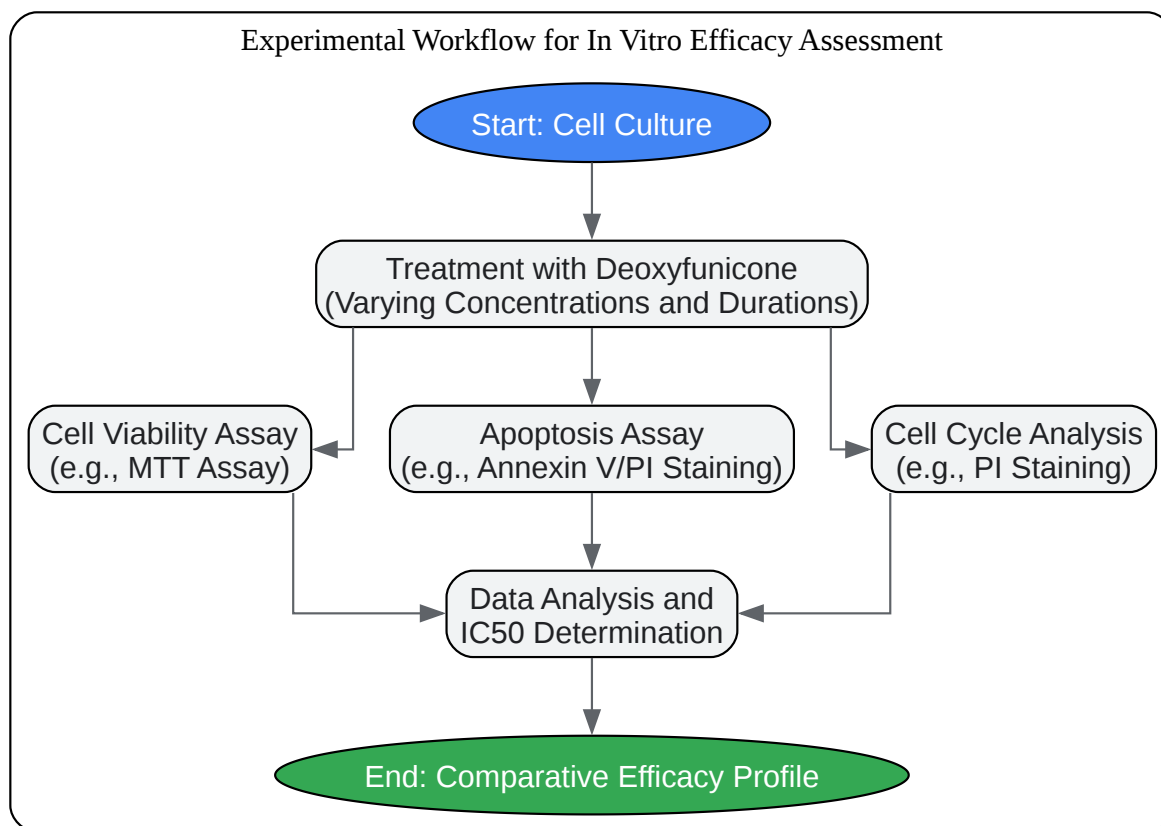 Experimental Workflow for In Vitro Efficacy Assessment
Start: Cell Culture
Treatment with Deoxyfunicone
(Varying Concentrations and Durations)
Cell Viability Assay
(e.g., MTT Assay)
Apoptosis Assay
(e.g., Annexin V/PI Staining)
Cell Cycle Analysis
(e.g., PI Staining)
Data Analysis and
IC50 Determination
End: Comparative Efficacy Profile